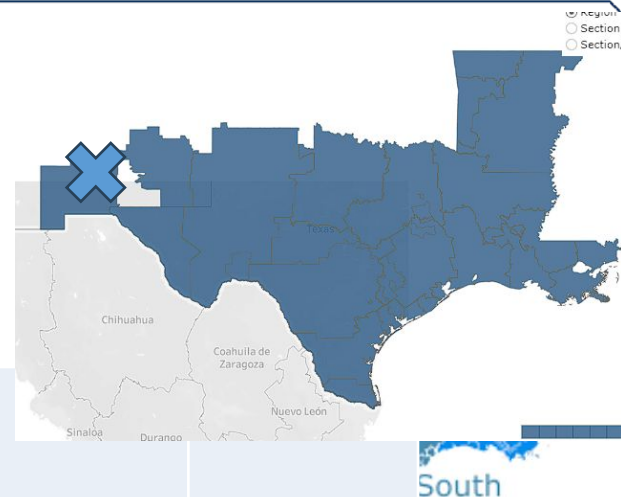 Region
Section
Section,
Texas
Chihuahua
Coahuila de
Zaragoza
Nuevo León
Sinaloa
Durango
South